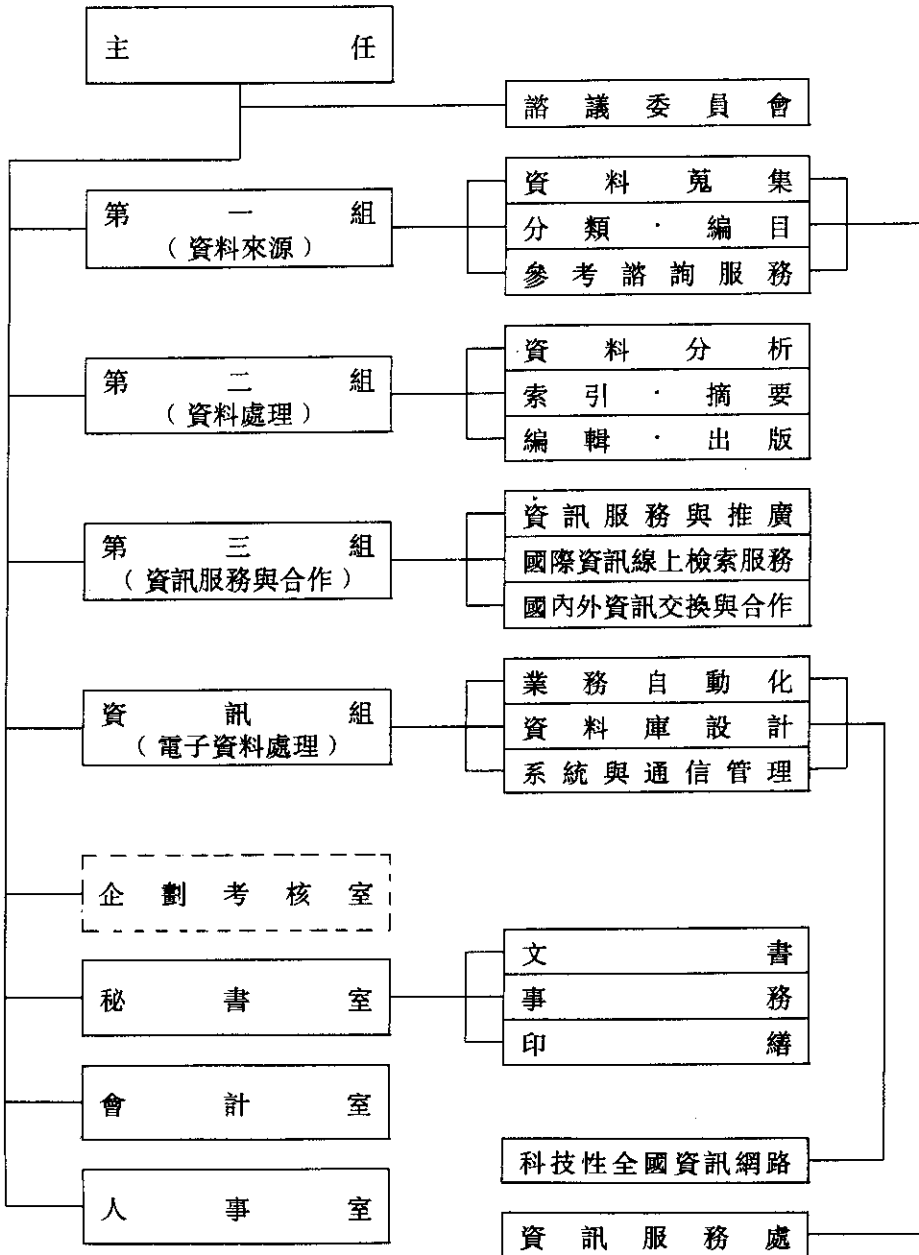 主任
諮議委員會
第一組
（資料來源）
資料蒐集
分類·編目
參考諮詢服務
第二組
（資料處理）
資料分析
索引·摘要
編輯·出版
第三組
（資訊服務與合作）
資訊服務與推廣
國際資訊線上檢索服務
國內外資訊交換與合作
資訊組
（電子資料處理）
業務自動化
資料庫設計
系統與通信管理
企劃考核室
秘書室
文書
事務
印繕
會計室
人事室
科技性全國資訊網路
資訊服務處